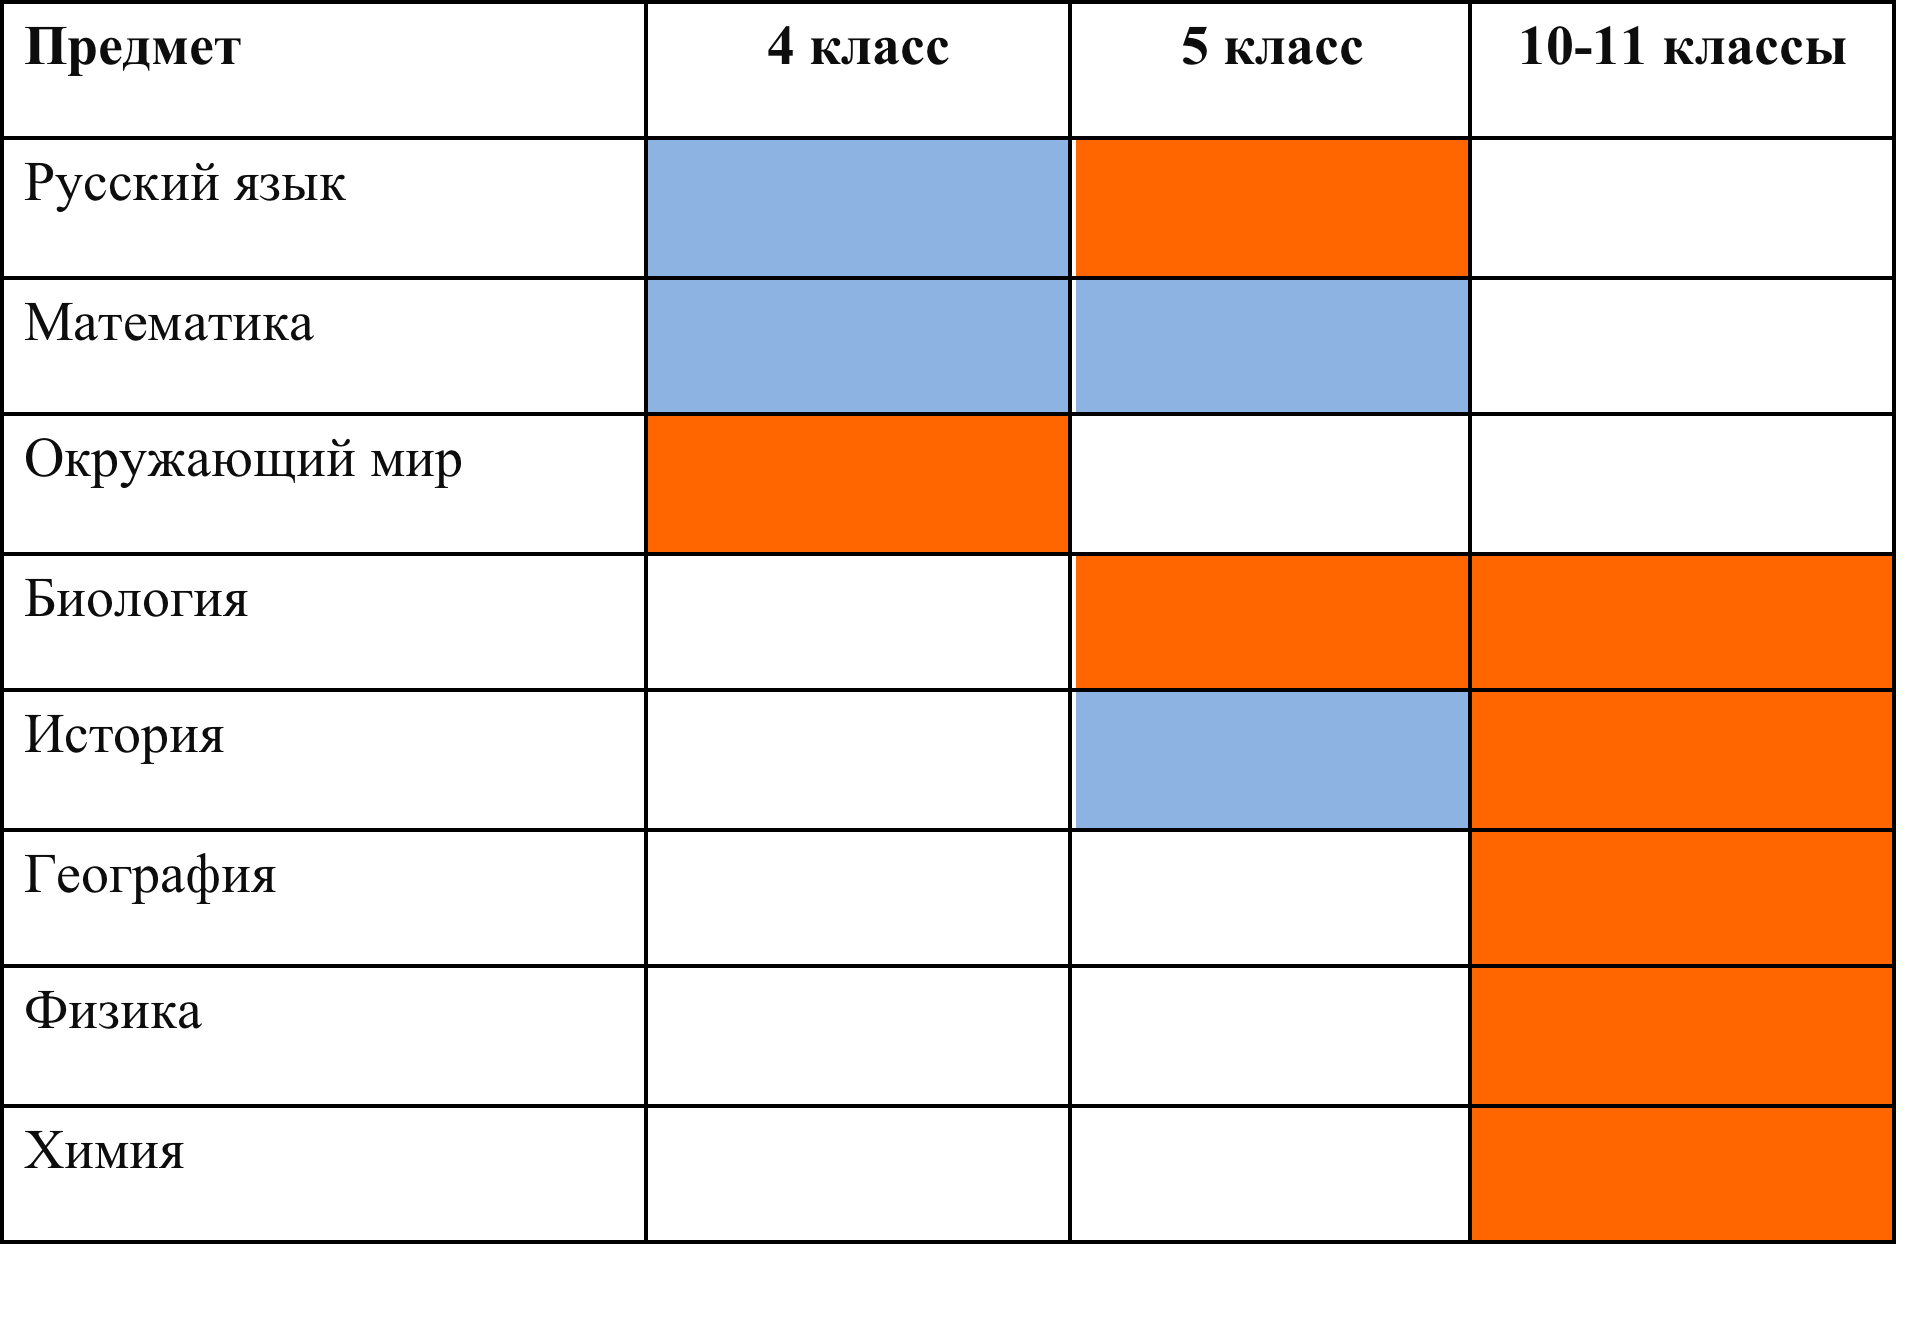 Предмет 4 класс 5 класс 10-11 классы
Русский язык
Математика
Окружающий мир
Биология
История
География
Физика
Химия